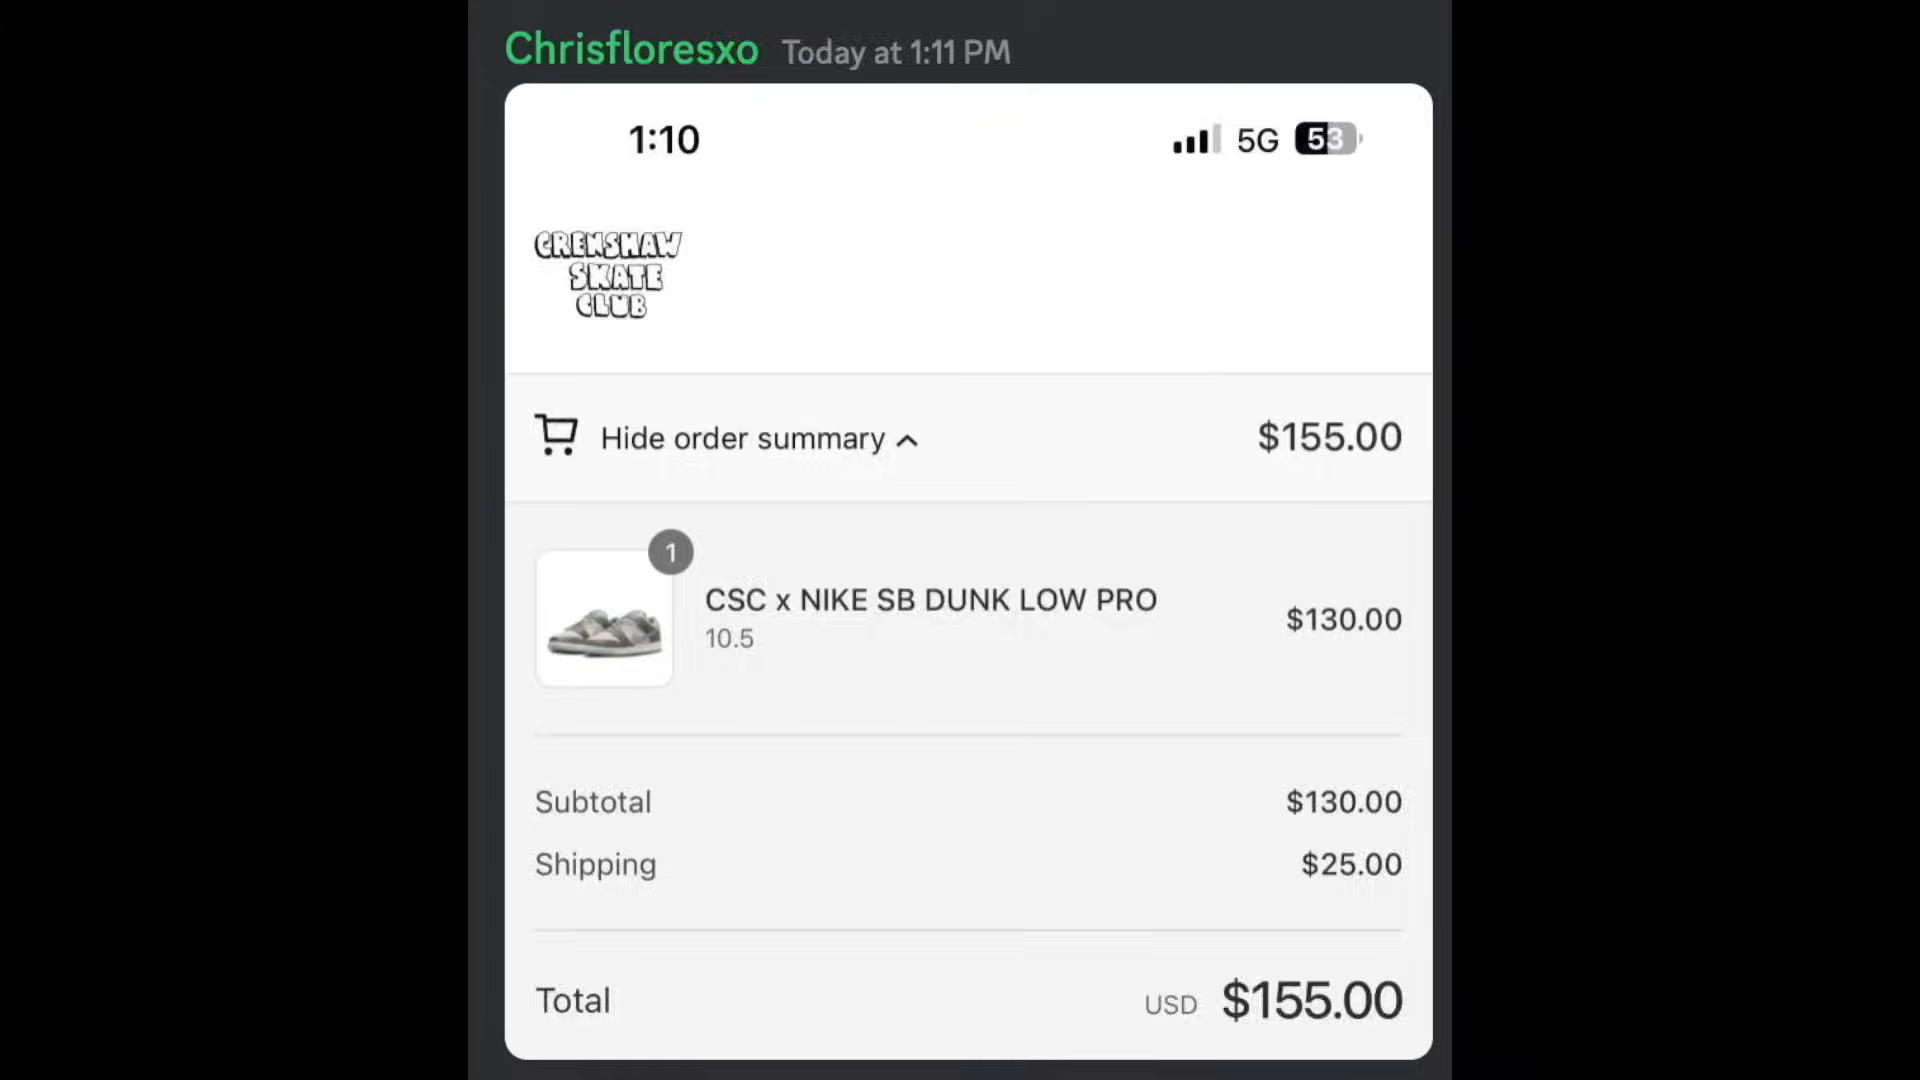 Chrisfloresxo Today at 1:11 PM
1:10 5G 53
CRENSHAW
SKATE
CLUB
Hide order summary $155.00
1
CSC x NIKE SB DUNK LOW PRO $130.00
10.5
Subtotal $130.00
Shipping $25.00
Total USD $155.00